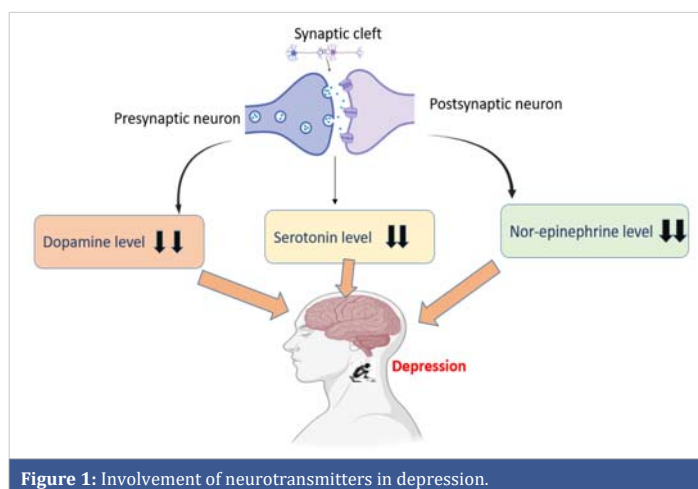 Synaptic cleft
Presynaptic neuron
Postsynaptic neuron
Dopamine level
Serotonin level
Nor-epinephrine level
Depression
Figure 1: Involvement of neurotransmitters in depression.